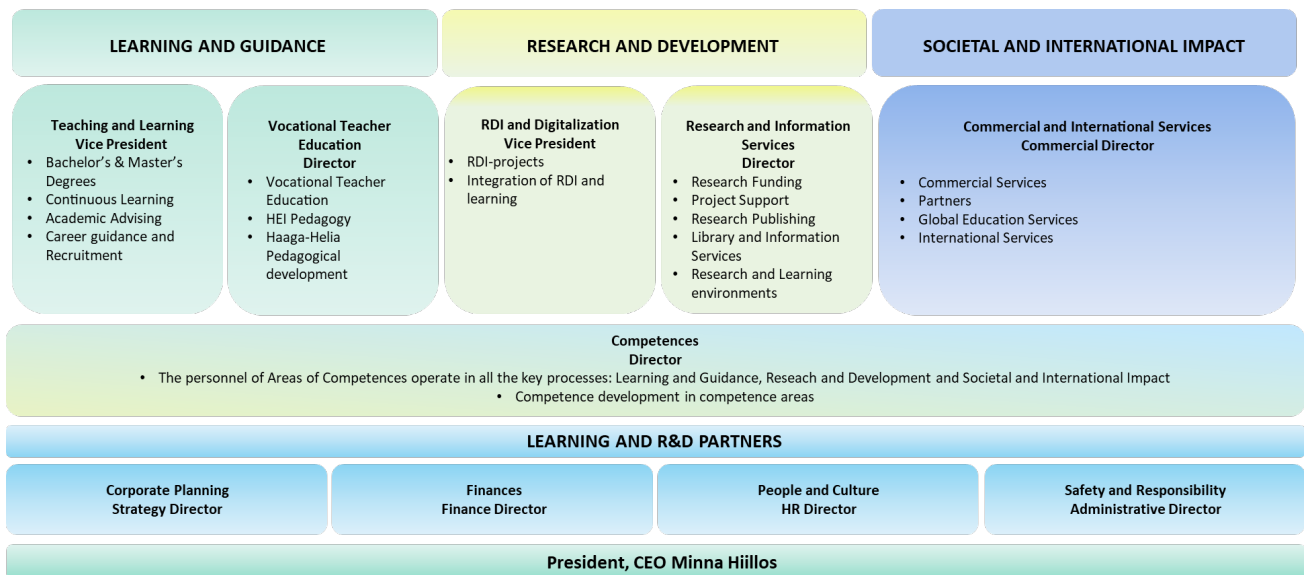 LEARNING AND GUIDANCE
RESEARCH AND DEVELOPMENT
SOCIETAL AND INTERNATIONAL IMPACT
Teaching and Learning
Vice President
• Bachelor's & Master's
Degrees
• Continuous Learning
• Academic Advising
• Career guidance and
Recruitment
Vocational Teacher
Education
Director
• Vocational Teacher
Education
• HEI Pedagogy
• Haaga-Helia
Pedagogical
development
RDI and Digitalization
Vice President
• RDI-projects
• Integration of RDI and
learning
Research and Information
Services
Director
• Research Funding
• Project Support
• Research Publishing
• Library and Information
Services
• Research and Learning
environments
Commercial and International Services
Commercial Director
• Commercial Services
• Partners
• Global Education Services
• International Services
Competences
Director
• The personnel of Areas of Competences operate in all the key processes: Learning and Guidance, Reseach and Development and Societal and International Impact
• Competence development in competence areas
LEARNING AND R&D PARTNERS
Corporate Planning
Strategy Director
Finances
Finance Director
People and Culture
HR Director
Safety and Responsibility
Administrative Director
President, CEO Minna Hiillos